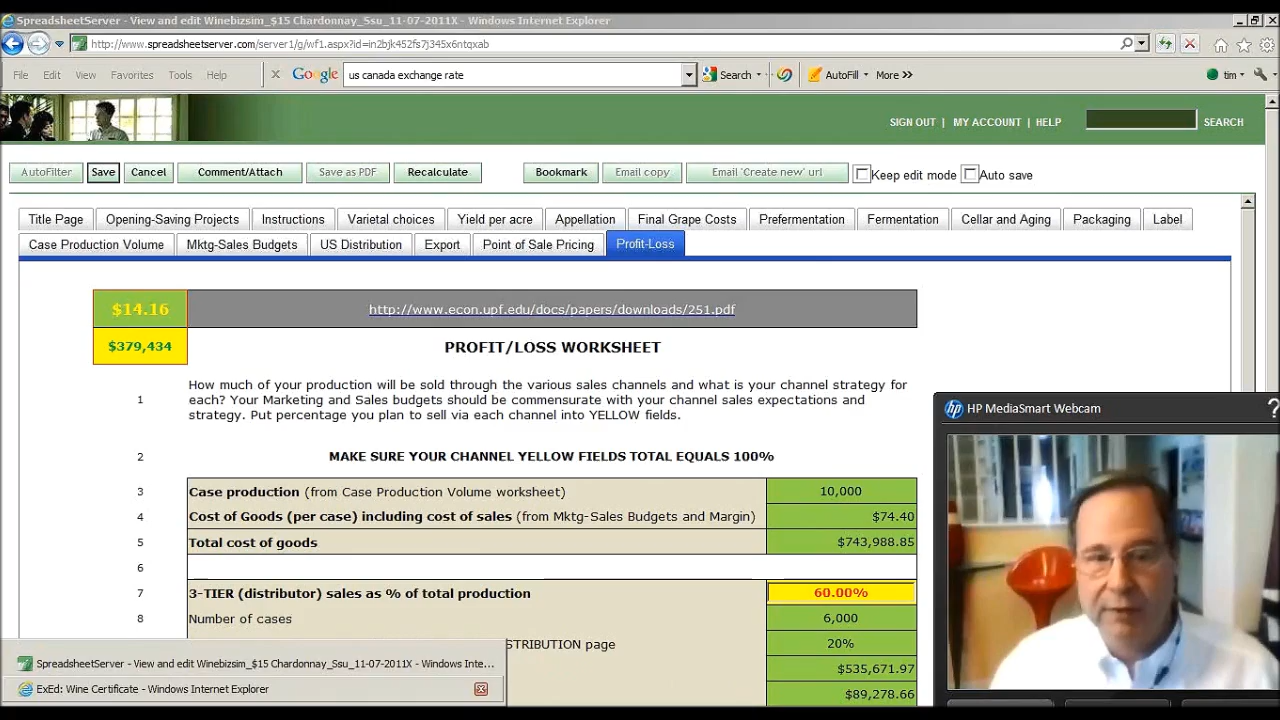 SpreadsheetServer - View and edit Winebizsim_$15 Chardonnay_Ssu_11-07-2011X - Windows Internet Explorer
http://www.spreadsheetserver.com/server1/g/wf1.aspx?id=in2bjk452fs7j345x6ntqxab
File Edit View Favorites Tools Help
Google us canada exchange rate Search AutoFill More >> tim
SIGN OUT | MY ACCOUNT | HELP SEARCH
AutoFilter Save Cancel Comment/Attach Save as PDF Recalculate Bookmark Email copy Email 'Create new' url Keep edit mode Auto save
Title Page Opening-Saving Projects Instructions Varietal choices Yield per acre Appellation Final Grape Costs Prefermentation Fermentation Cellar and Aging Packaging Label
Case Production Volume Mktg-Sales Budgets US Distribution Export Point of Sale Pricing Profit-Loss
$14.16 http://www.econ.upf.edu/docs/papers/downloads/251.pdf
$379,434 PROFIT/LOSS WORKSHEET
How much of your production will be sold through the various sales channels and what is your channel strategy for
1 each? Your Marketing and Sales budgets should be commensurate with your channel sales expectations and
strategy. Put percentage you plan to sell via each channel into YELLOW fields.
2 MAKE SURE YOUR CHANNEL YELLOW FIELDS TOTAL EQUALS 100%
3 Case production (from Case Production Volume worksheet) 10,000
4 Cost of Goods (per case) including cost of sales (from Mktg-Sales Budgets and Margin) $74.40
5 Total cost of goods $743,988.85
6
7 3-TIER (distributor) sales as % of total production 60.00%
8 Number of cases 6,000
DISTRIBUTION page 20%
$535,671.97
$89,278.66
HP MediaSmart Webcam ?
SpreadsheetServer - View and edit Winebizsim_$15 Chardonnay_Ssu_11-07-2011X - Windows Inte...
ExEd: Wine Certificate - Windows Internet Explorer